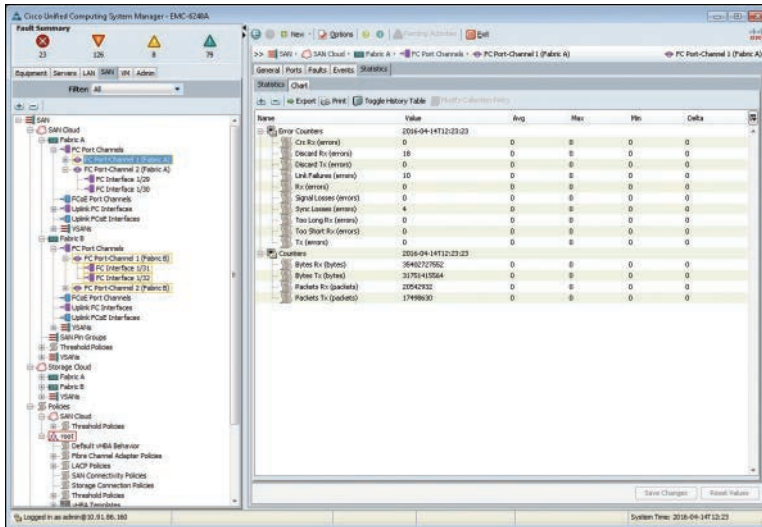 Cisco Unified Computing System Manager - EMC-6248A
Fault Summary
23 126 8 79
Equipment Servers LAN SAN VM Admin
Filter: All
SAN
SAN Cloud
Fabric A
FC Port Channels
FC Port-Channel 1 (Fabric A)
FC Port-Channel 2 (Fabric A)
FC Interface 1/29
FC Interface 1/30
FCoE Port Channels
Uplink FC Interfaces
Uplink FCoE Interfaces
VSANs
Fabric B
FC Port Channels
FC Port-Channel 1 (Fabric B)
FC Interface 1/31
FC Interface 1/32
FC Port-Channel 2 (Fabric B)
FCoE Port Channels
Uplink FC Interfaces
Uplink FCoE Interfaces
VSANs
SAN Pin Groups
Threshold Policies
VSANs
Storage Cloud
Fabric A
Fabric B
VSANs
Policies
SAN Cloud
Threshold Policies
root
Default vHBA Behavior
Fibre Channel Adapter Policies
LACP Policies
SAN Connectivity Policies
Storage Connection Policies
Threshold Policies
vHBA Templates
New Options Pending Activities Exit
>> SAN SAN Cloud Fabric A FC Port Channels FC Port-Channel 1 (Fabric A) FC Port-Channel 1 (Fabric A)
General Ports Faults Events Statistics
Statistics Chart
Export Print Toggle History Table Modify Collection Policy
Name Value Avg Max Min Delta
Error Counters 2016-04-14T12:23:23
Crc Rx (errors) 0 0 0 0 0
Discard Rx (errors) 18 0 0 0 0
Discard Tx (errors) 0 0 0 0 0
Link Failures (errors) 10 0 0 0 0
Rx (errors) 0 0 0 0 0
Signal Losses (errors) 0 0 0 0 0
Sync Losses (errors) 4 0 0 0 0
Too Long Rx (errors) 0 0 0 0 0
Too Short Rx (errors) 0 0 0 0 0
Tx (errors) 0 0 0 0 0
Counters 2016-04-14T12:23:23
Bytes Rx (bytes) 35402727552 0 0 0 0
Bytes Tx (bytes) 31751415564 0 0 0 0
Packets Rx (packets) 20542932 0 0 0 0
Packets Tx (packets) 17498630 0 0 0 0
Save Changes Reset Values
Logged in as admin@10.91.86.160 System Time: 2016-04-14T12:23